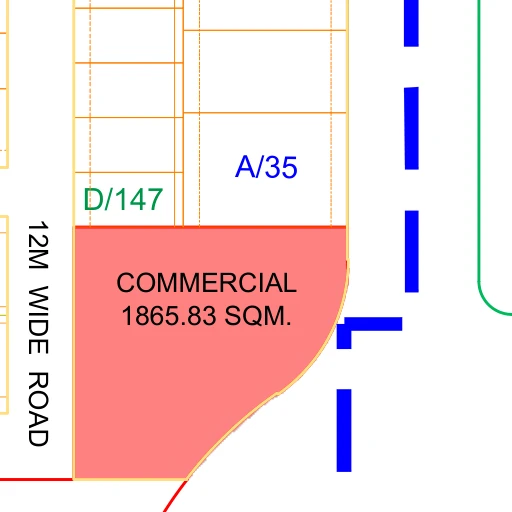 A/35
D/147
COMMERCIAL
1865.83 SQM.
12M WIDE ROAD